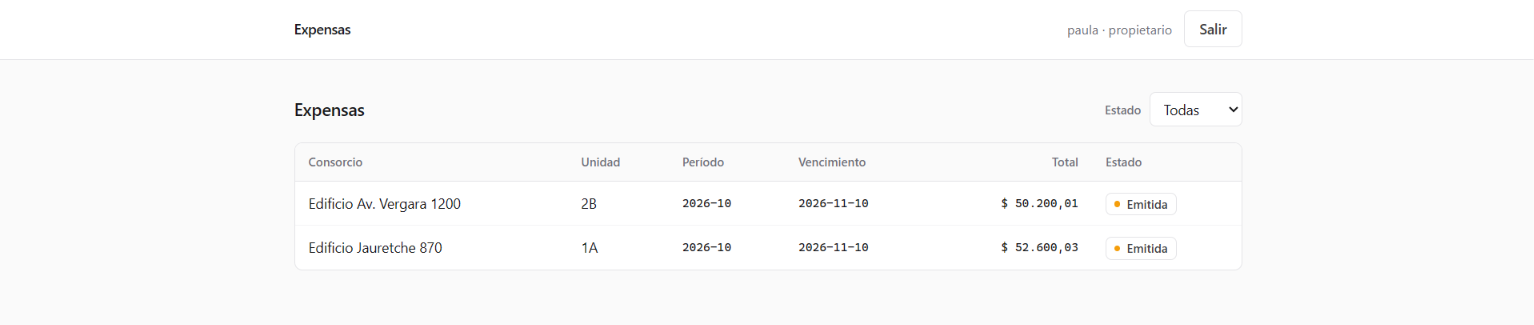 Expensas
paula · propietario Salir
Expensas
Estado Todas
Consorcio Unidad Periodo Vencimiento Total Estado
Edificio Av. Vergara 1200 2B 2026-10 2026-11-10 $ 50.200,01 Emitida
Edificio Jauretche 870 1A 2026-10 2026-11-10 $ 52.600,03 Emitida